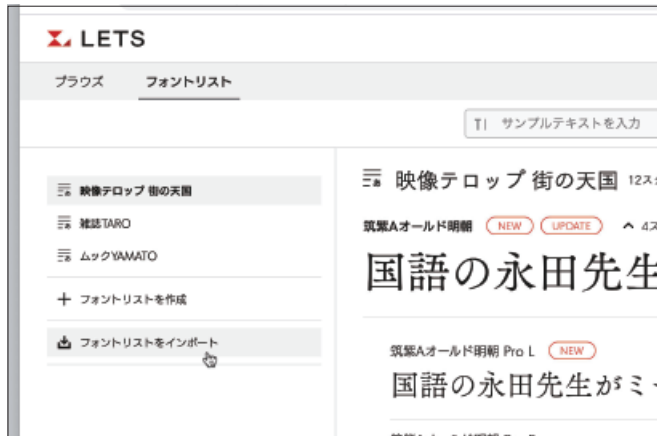 LETS
ブラウズ フォントリスト
サンプルテキストを入力
映像テロップ 街の天国
雑誌TARO
ムックYAMATO
フォントリストを作成
フォントリストをインポート
映像テロップ 街の天国 12ス
筑紫Aオールド明朝 NEW UPDATE 4ス
国語の永田先生
筑紫Aオールド明朝 Pro L NEW
国語の永田先生がミ